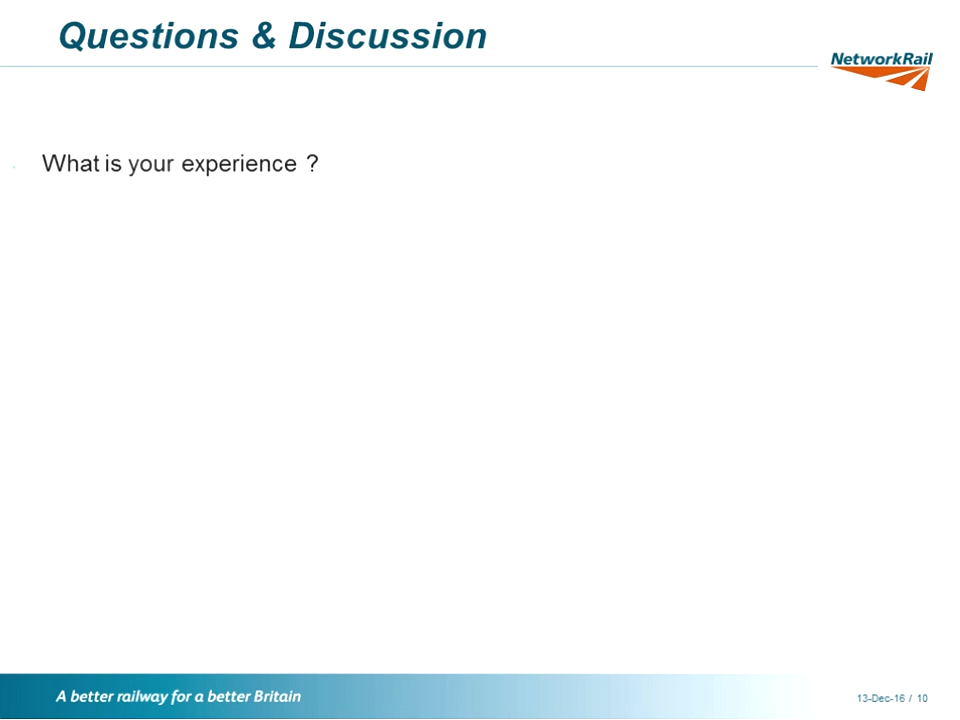 Questions & Discussion
NetworkRail
What is your experience ?
A better railway for a better Britain
13-Dec-16 / 10